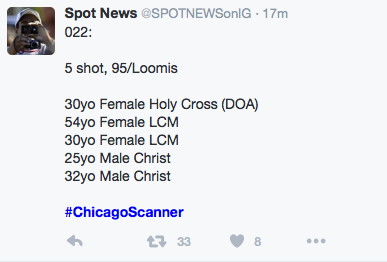 Spot News @SPOTNEWSonIG · 17m
022:
5 shot, 95/Loomis
30yo Female Holy Cross (DOA)
54yo Female LCM
30yo Female LCM
25yo Male Christ
32yo Male Christ
#ChicagoScanner
33 8